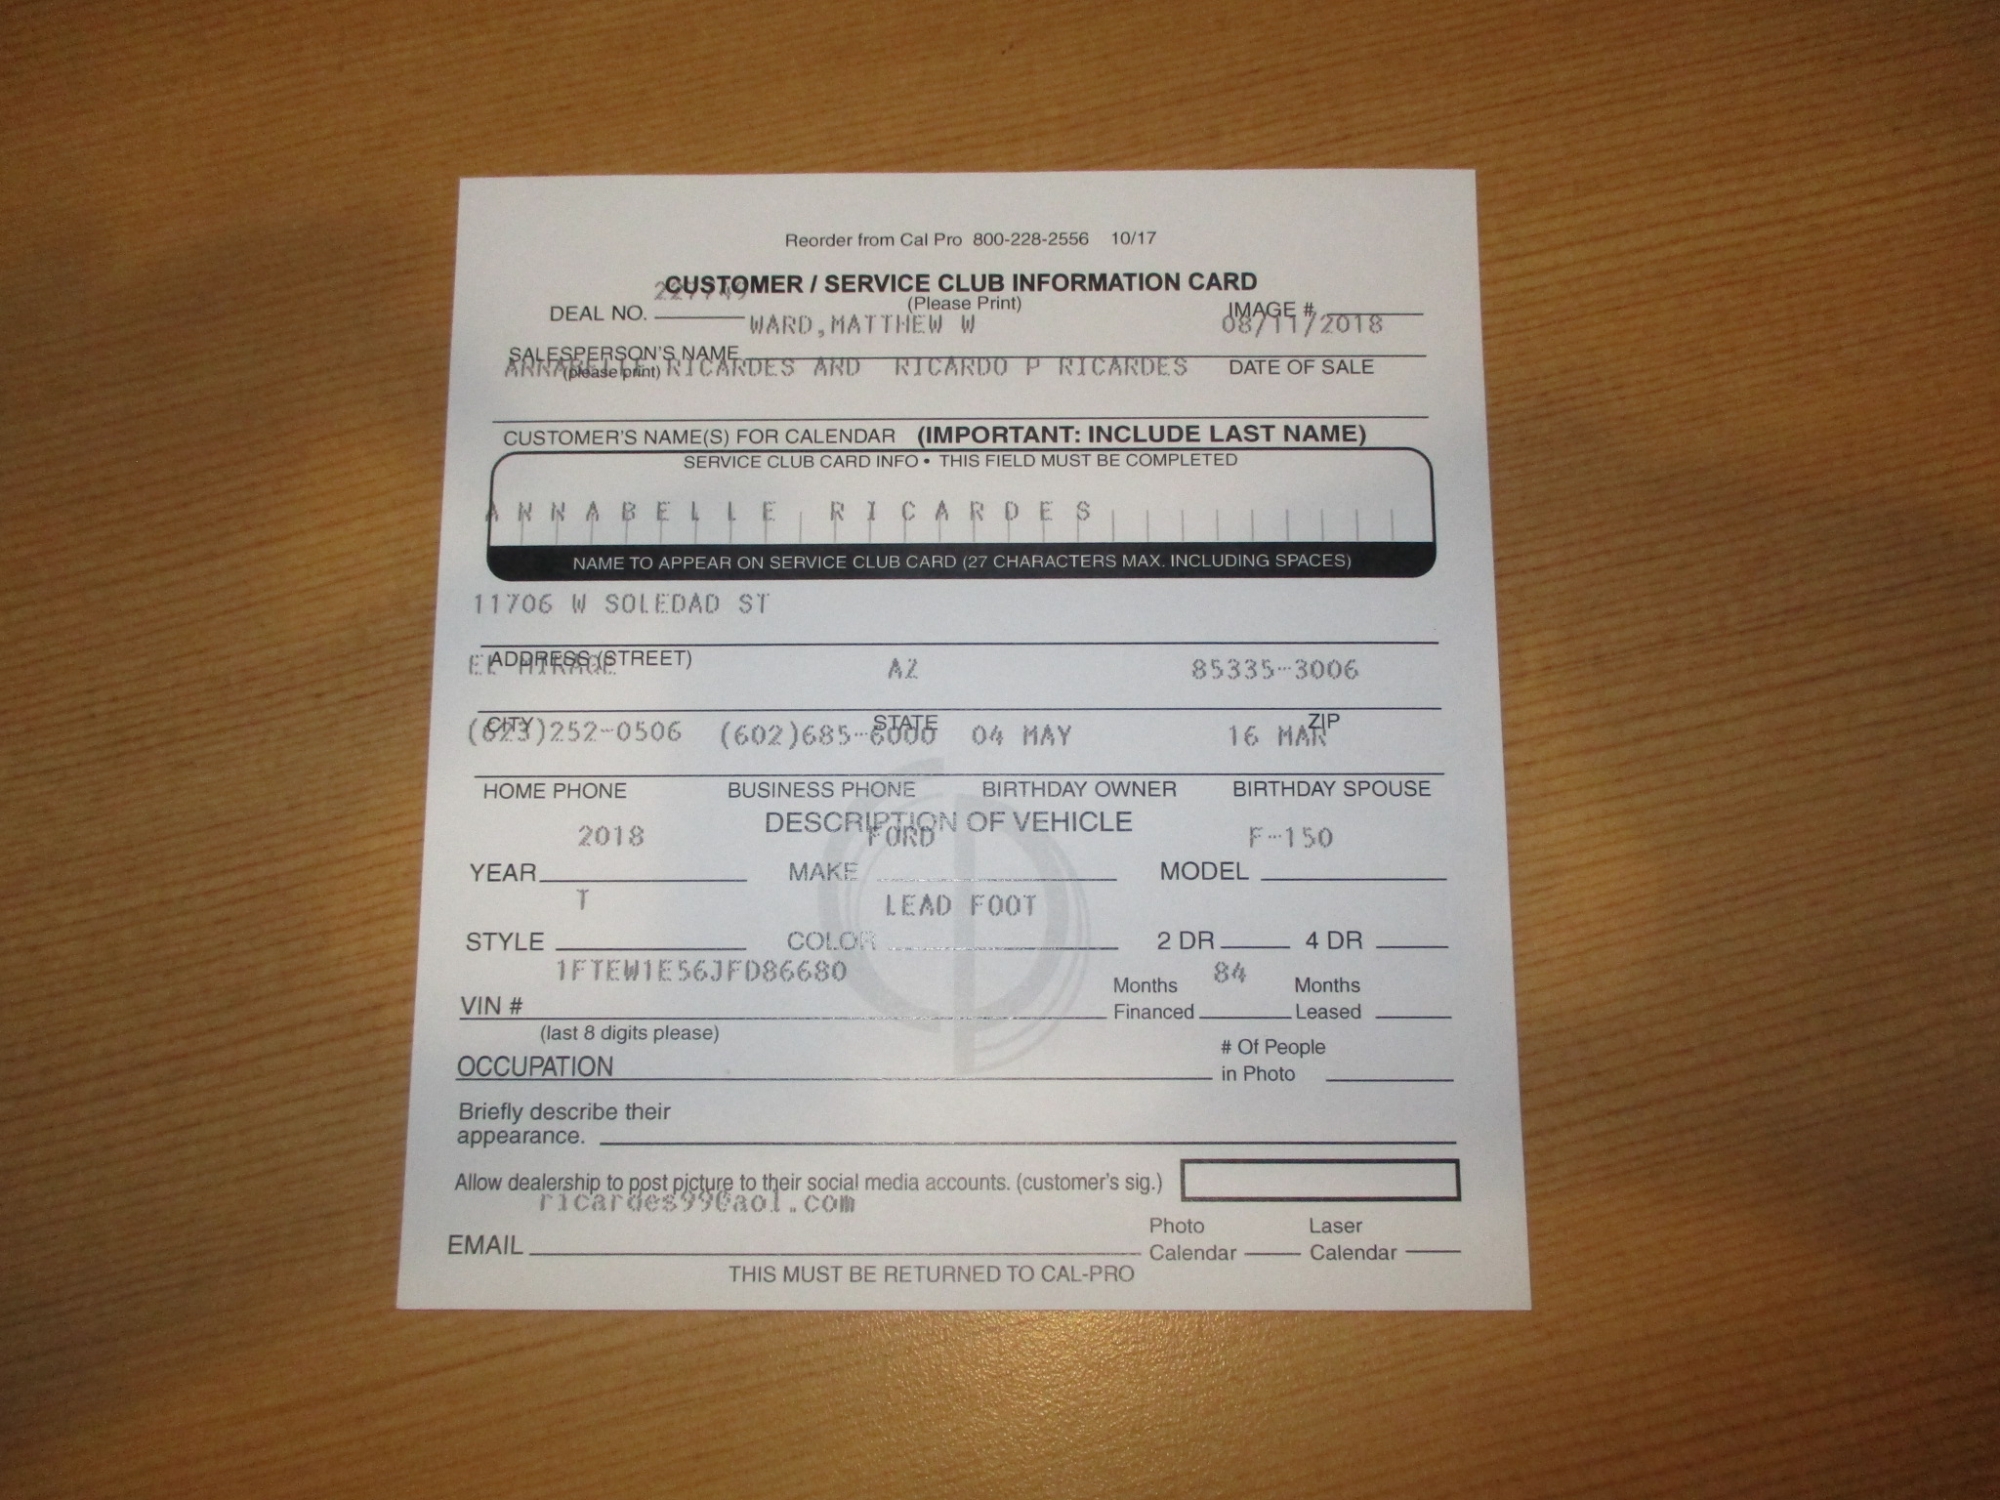 Reorder from Cal Pro 800-228-2556 10/17
CUSTOMER / SERVICE CLUB INFORMATION CARD
227749
DEAL NO. (Please Print) IMAGE #
WARD,MATTHEW W 08/11/2018
SALESPERSON'S NAME
(please print) DATE OF SALE
ANNABELLE RICARDES AND RICARDO P RICARDES
CUSTOMER'S NAME(S) FOR CALENDAR (IMPORTANT: INCLUDE LAST NAME)
SERVICE CLUB CARD INFO • THIS FIELD MUST BE COMPLETED
ANNABELLE RICARDES
NAME TO APPEAR ON SERVICE CLUB CARD (27 CHARACTERS MAX. INCLUDING SPACES)
11706 W SOLEDAD ST
ADDRESS (STREET)
EL MIRAGE AZ 85335-3006
CITY STATE ZIP
(623)252-0506 (602)685-6000 04 MAY 16 MAR
HOME PHONE BUSINESS PHONE BIRTHDAY OWNER BIRTHDAY SPOUSE
DESCRIPTION OF VEHICLE
2018 FORD F-150
YEAR MAKE MODEL
T LEAD FOOT
STYLE COLOR 2 DR 4 DR
1FTEW1E56JFD86680 84
VIN # Months Financed Months Leased
(last 8 digits please)
OCCUPATION # Of People in Photo
Briefly describe their
appearance.
Allow dealership to post picture to their social media accounts. (customer's sig.)
ricardes99@aol.com
EMAIL Photo Calendar Laser Calendar
THIS MUST BE RETURNED TO CAL-PRO